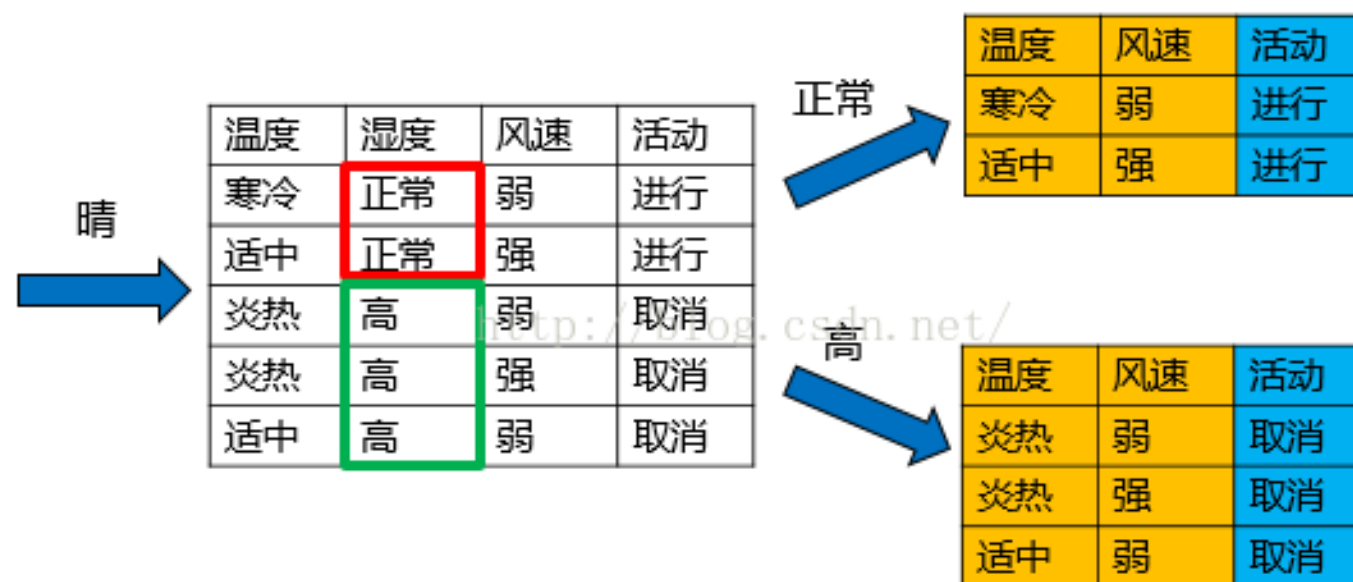 晴
温度 湿度 风速 活动
寒冷 正常 弱 进行
适中 正常 强 进行
炎热 高 弱 取消
炎热 高 强 取消
适中 高 弱 取消
http://blog.csdn.net/
正常
温度 风速 活动
寒冷 弱 进行
适中 强 进行
高
温度 风速 活动
炎热 弱 取消
炎热 强 取消
适中 弱 取消